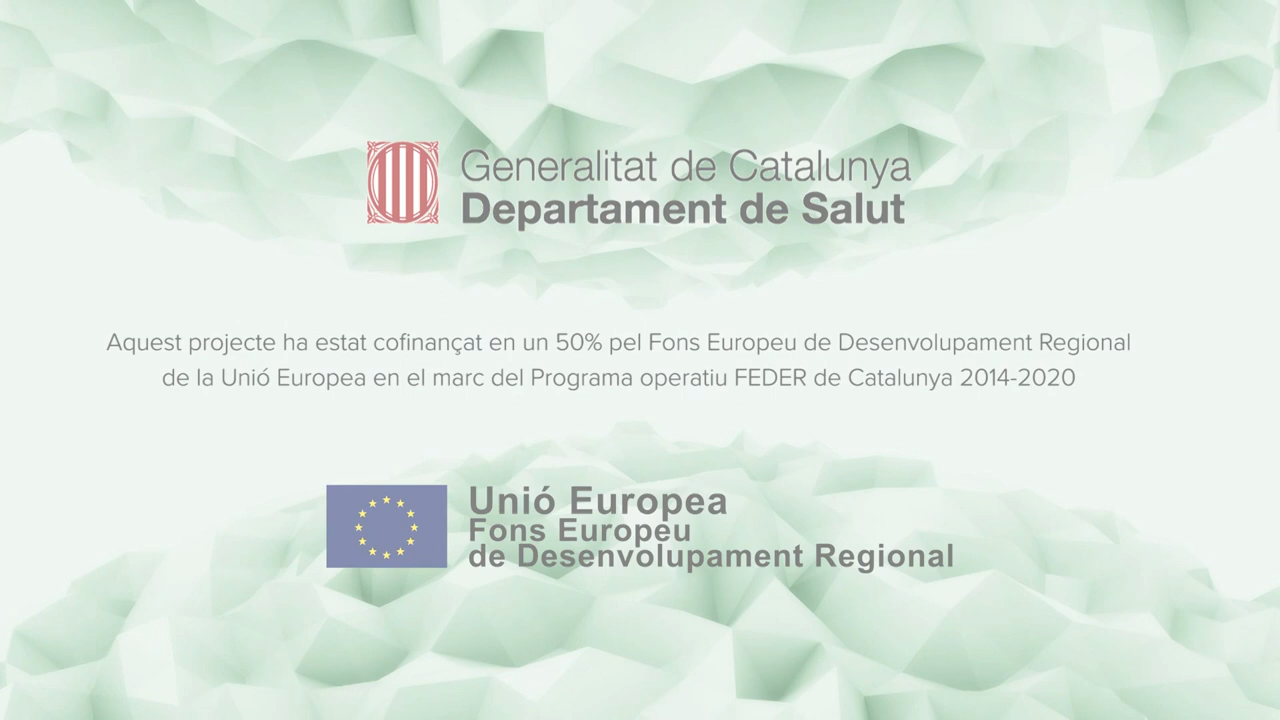 Generalitat de Catalunya
Departament de Salut
Aquest projecte ha estat cofinançat en un 50% pel Fons Europeu de Desenvolupament Regional
de la Unió Europea en el marc del Programa operatiu FEDER de Catalunya 2014-2020
Unió Europea
Fons Europeu
de Desenvolupament Regional